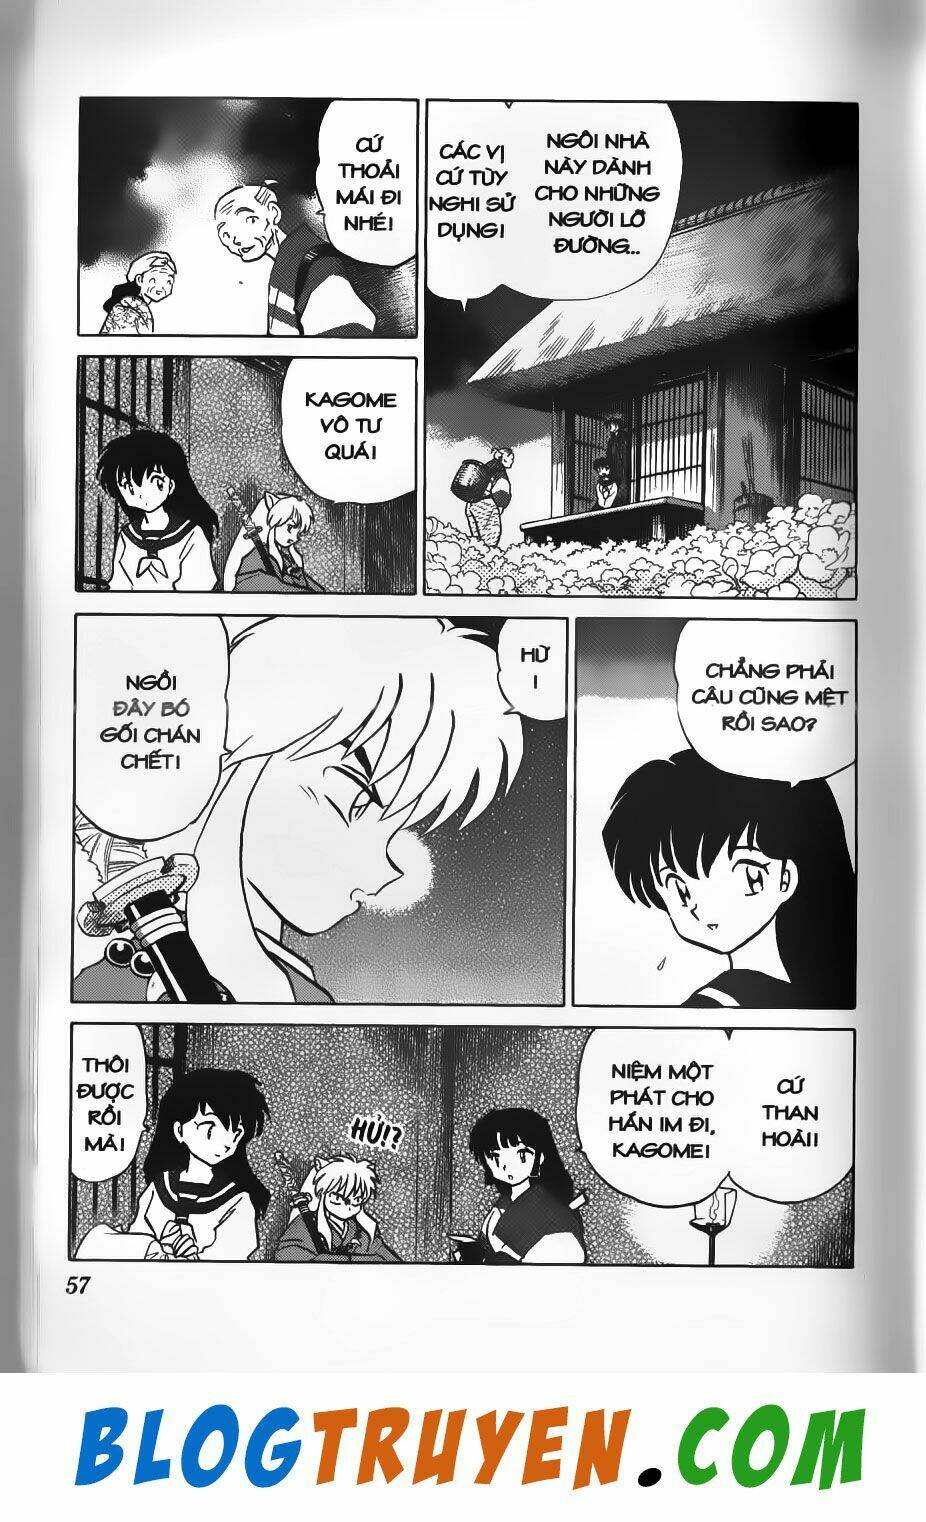 NGÔI NHÀ
NÀY DÀNH
CHO NHỮNG
NGƯỜI LỠ
ĐƯỜNG...
CÁC VỊ
CỨ TÙY
NGHI SỬ
DỤNG!
CỨ
THOẢI
MÁI ĐI
NHÉ!
KAGOME
VÔ TƯ
QUÁ!
CHẲNG PHẢI
CẬU CŨNG MỆT
RỒI SAO?
HỪ
!
NGỒI
ĐÂY BÓ
GỐI CHÁN
CHẾT!
CỨ
THAN
HOÀI!
NIỆM MỘT
PHÁT CHO
HẮN IM ĐI,
KAGOME!
HỬ!?
THÔI
ĐƯỢC
RỒI
MÀ!
57
BLOGTRUYEN.COM